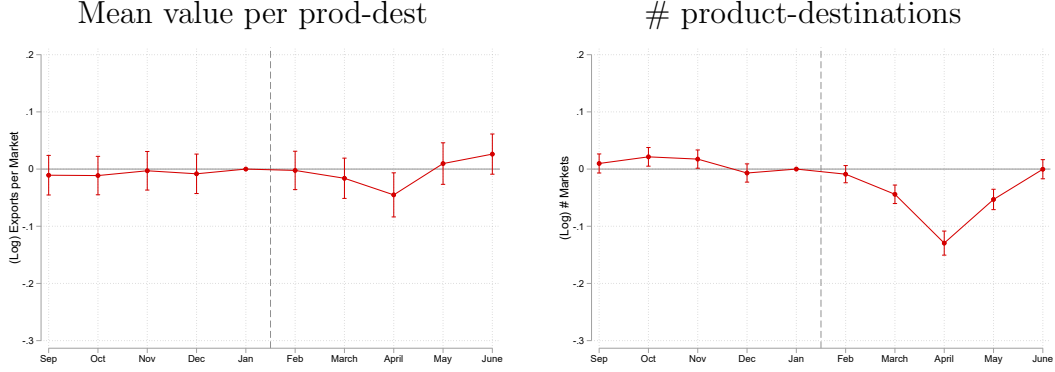 Mean value per prod-dest
(Log) Exports per Market
.2
.1
0
-.1
-.2
-.3
Sep Oct Nov Dec Jan Feb March April May June
# product-destinations
(Log) # Markets
.2
.1
0
-.1
-.2
-.3
Sep Oct Nov Dec Jan Feb March April May June